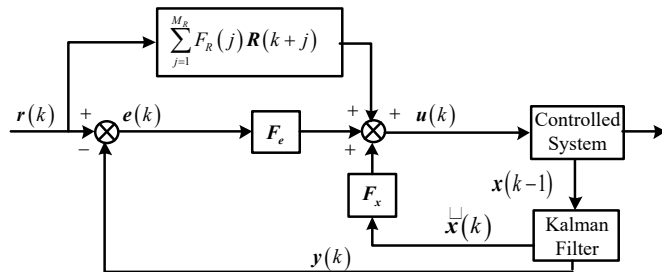 ∑_{j=1}^{M_R} F_R(j) R(k+j)
r(k)
+
−
e(k)
F_e
+
+
+
u(k)
Controlled
System
x(k−1)
F_x
x(k)
Kalman
Filter
y(k)